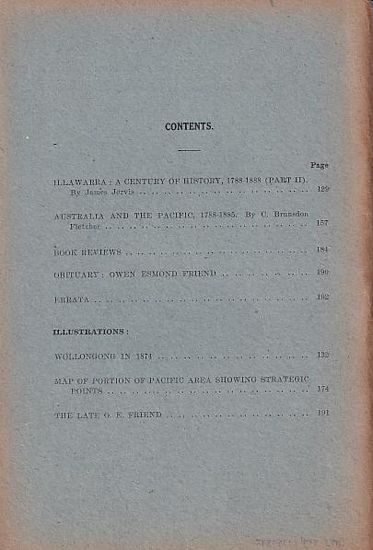 CONTENTS.
Page
ILLAWARRA : A CENTURY OF HISTORY, 1788-1888 (PART II).
By James Jervis .. .. .. .. .. .. .. .. .. .. .. .. .. .. .. 129
AUSTRALIA AND THE PACIFIC, 1788-1885. By C. Brunsdon
Fletcher .. .. .. .. .. .. .. .. .. .. .. .. .. .. .. .. .. 157
BOOK REVIEWS .. .. .. .. .. .. .. .. .. .. .. .. .. .. .. 184
OBITUARY : OWEN ESMOND FRIEND .. .. .. .. .. .. .. 190
ERRATA .. .. .. .. .. .. .. .. .. .. .. .. .. .. .. .. .. 192
ILLUSTRATIONS :
WOLLONGONG IN 1874 .. .. .. .. .. .. .. .. .. .. .. .. 132
MAP OF PORTION OF PACIFIC AREA SHOWING STRATEGIC
POINTS .. .. .. .. .. .. .. .. .. .. .. .. .. .. .. .. .. 174
THE LATE O. E. FRIEND .. .. .. .. .. .. .. .. .. .. .. 191